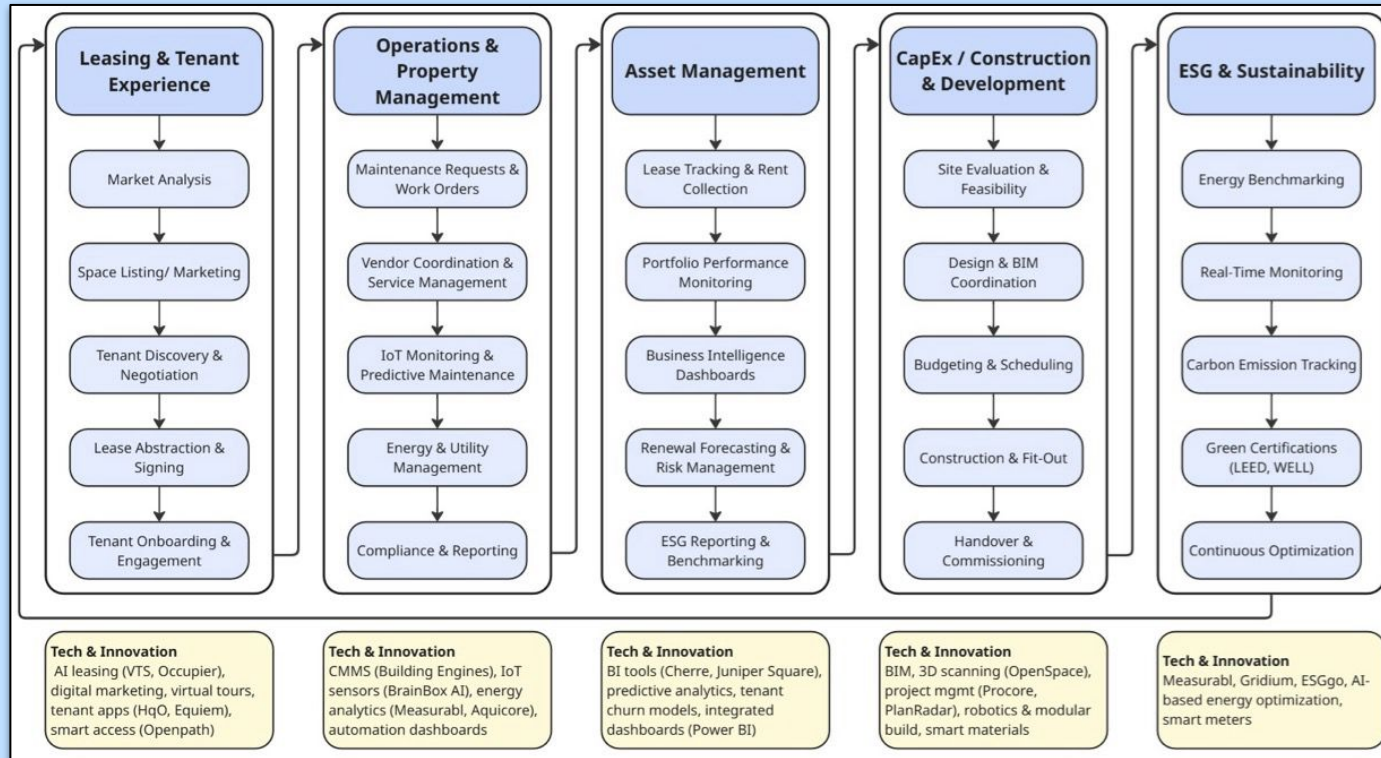 Leasing & Tenant
Experience
Market Analysis
Space Listing/ Marketing
Tenant Discovery &
Negotiation
Lease Abstraction &
Signing
Tenant Onboarding &
Engagement
Operations &
Property
Management
Maintenance Requests &
Work Orders
Vendor Coordination &
Service Management
IoT Monitoring &
Predictive Maintenance
Energy & Utility
Management
Compliance & Reporting
Asset Management
Lease Tracking & Rent
Collection
Portfolio Performance
Monitoring
Business Intelligence
Dashboards
Renewal Forecasting &
Risk Management
ESG Reporting &
Benchmarking
CapEx / Construction
& Development
Site Evaluation &
Feasibility
Design & BIM
Coordination
Budgeting & Scheduling
Construction & Fit-Out
Handover &
Commissioning
ESG & Sustainability
Energy Benchmarking
Real-Time Monitoring
Carbon Emission Tracking
Green Certifications
(LEED, WELL)
Continuous Optimization
Tech & Innovation
AI leasing (VTS, Occupier),
digital marketing, virtual tours,
tenant apps (HqO, Equiem),
smart access (Openpath)
Tech & Innovation
CMMS (Building Engines), IoT
sensors (BrainBox AI), energy
analytics (Measurabl, Aquicore),
automation dashboards
Tech & Innovation
BI tools (Cherre, Juniper Square),
predictive analytics, tenant
churn models, integrated
dashboards (Power BI)
Tech & Innovation
BIM, 3D scanning (OpenSpace),
project mgmt (Procore,
PlanRadar), robotics & modular
build, smart materials
Tech & Innovation
Measurabl, Gridium, ESGgo, AI-
based energy optimization,
smart meters